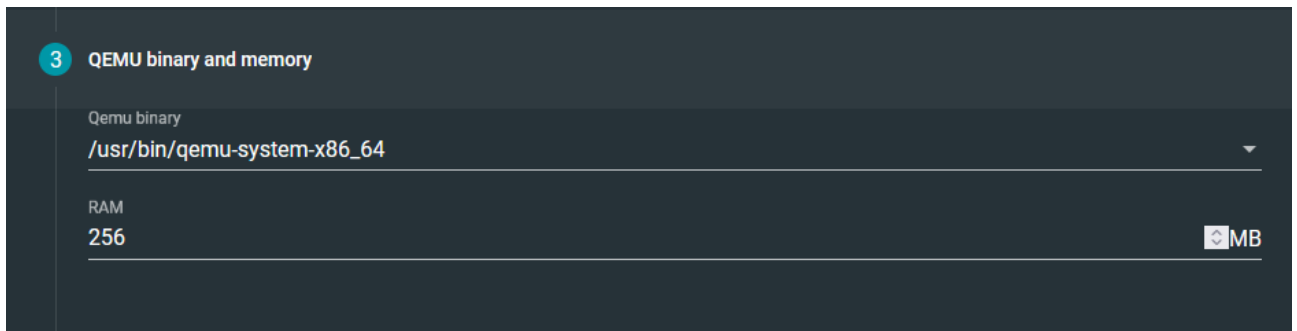 3 QEMU binary and memory
Qemu binary
/usr/bin/qemu-system-x86_64
RAM
256 MB